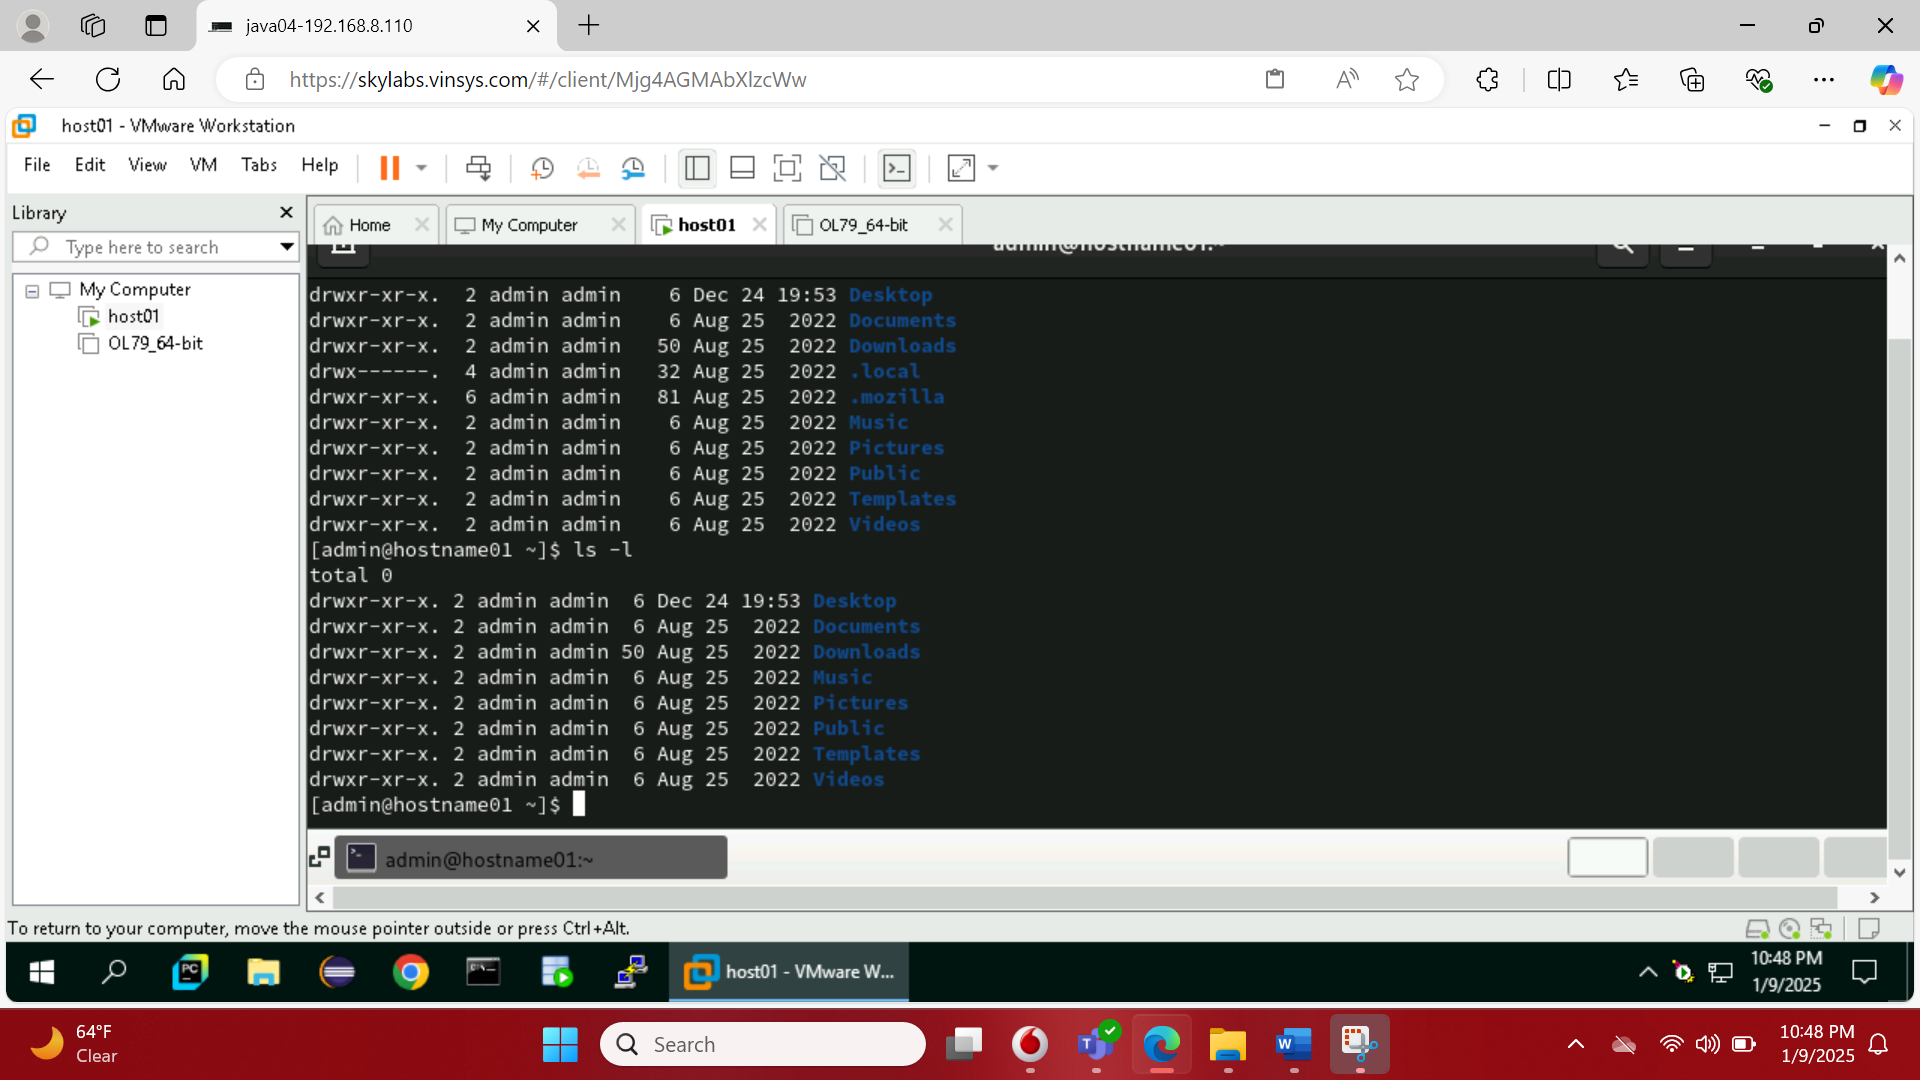 java04-192.168.8.110
https://skylabs.vinsys.com/#/client/Mjg4AGMAbXlzcWw
host01 - VMware Workstation
File Edit View VM Tabs Help
Library
Home
My Computer
host01
OL79_64-bit
Type here to search
admin@hostname01:~
My Computer
host01
OL79_64-bit
drwxr-xr-x.  2 admin admin    6 Dec 24 19:53 Desktop
drwxr-xr-x.  2 admin admin    6 Aug 25  2022 Documents
drwxr-xr-x.  2 admin admin   50 Aug 25  2022 Downloads
drwx------.  4 admin admin   32 Aug 25  2022 .local
drwxr-xr-x.  6 admin admin   81 Aug 25  2022 .mozilla
drwxr-xr-x.  2 admin admin    6 Aug 25  2022 Music
drwxr-xr-x.  2 admin admin    6 Aug 25  2022 Pictures
drwxr-xr-x.  2 admin admin    6 Aug 25  2022 Public
drwxr-xr-x.  2 admin admin    6 Aug 25  2022 Templates
drwxr-xr-x.  2 admin admin    6 Aug 25  2022 Videos
[admin@hostname01 ~]$ ls -l
total 0
drwxr-xr-x. 2 admin admin  6 Dec 24 19:53 Desktop
drwxr-xr-x. 2 admin admin  6 Aug 25  2022 Documents
drwxr-xr-x. 2 admin admin 50 Aug 25  2022 Downloads
drwxr-xr-x. 2 admin admin  6 Aug 25  2022 Music
drwxr-xr-x. 2 admin admin  6 Aug 25  2022 Pictures
drwxr-xr-x. 2 admin admin  6 Aug 25  2022 Public
drwxr-xr-x. 2 admin admin  6 Aug 25  2022 Templates
drwxr-xr-x. 2 admin admin  6 Aug 25  2022 Videos
[admin@hostname01 ~]$
admin@hostname01:~
To return to your computer, move the mouse pointer outside or press Ctrl+Alt.
host01 - VMware W...
10:48 PM
1/9/2025
64°F
Clear
Search
10:48 PM
1/9/2025